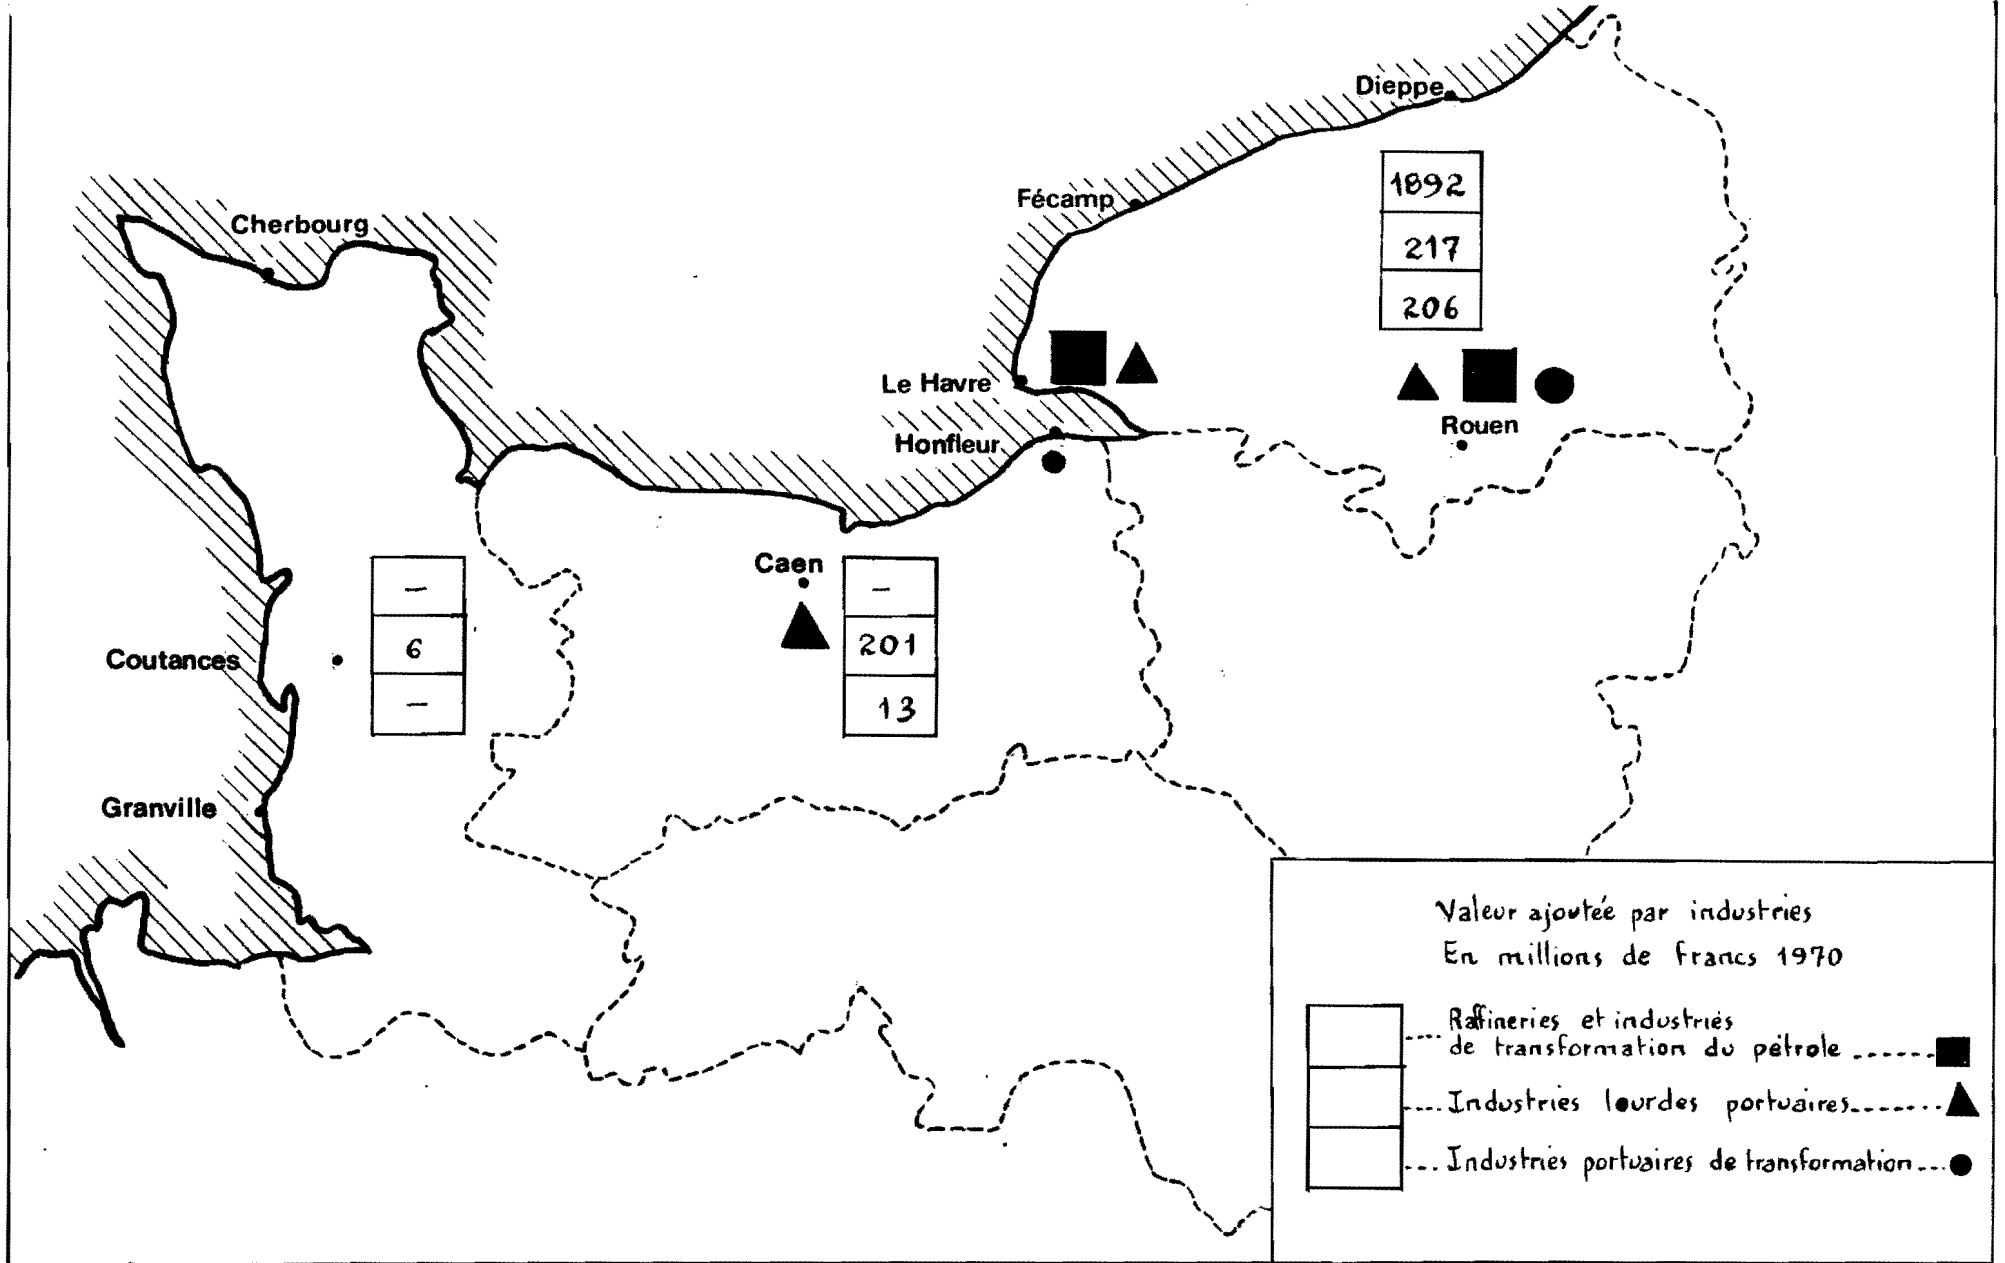 Dieppe
Fécamp
1892
217
206
Cherbourg
Le Havre
Honfleur
Rouen
Caen
-
201
13
-
6
-
Coutances
Granville
Valeur ajoutée par industries
En millions de francs 1970
Raffineries et industries
de transformation du pétrole
Industries lourdes portuaires
Industries portuaires de transformation